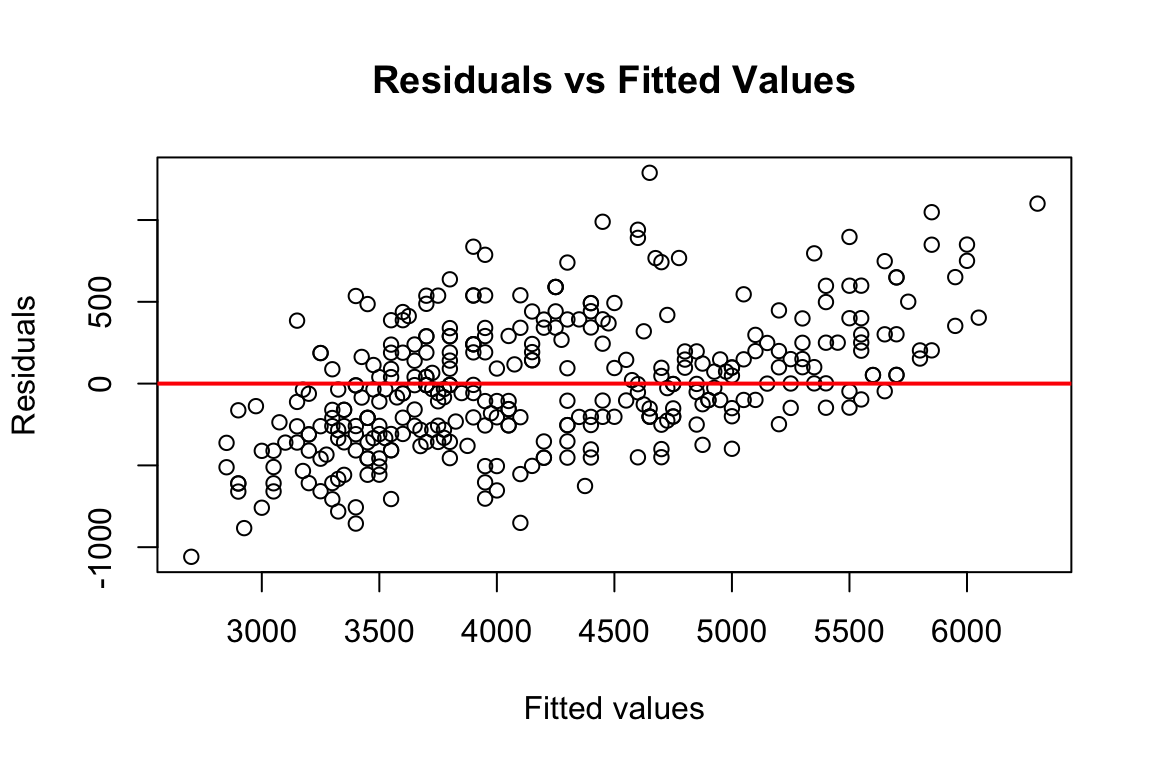 Residuals vs Fitted Values
Residuals
500
0
-1000
3000 3500 4000 4500 5000 5500 6000
Fitted values